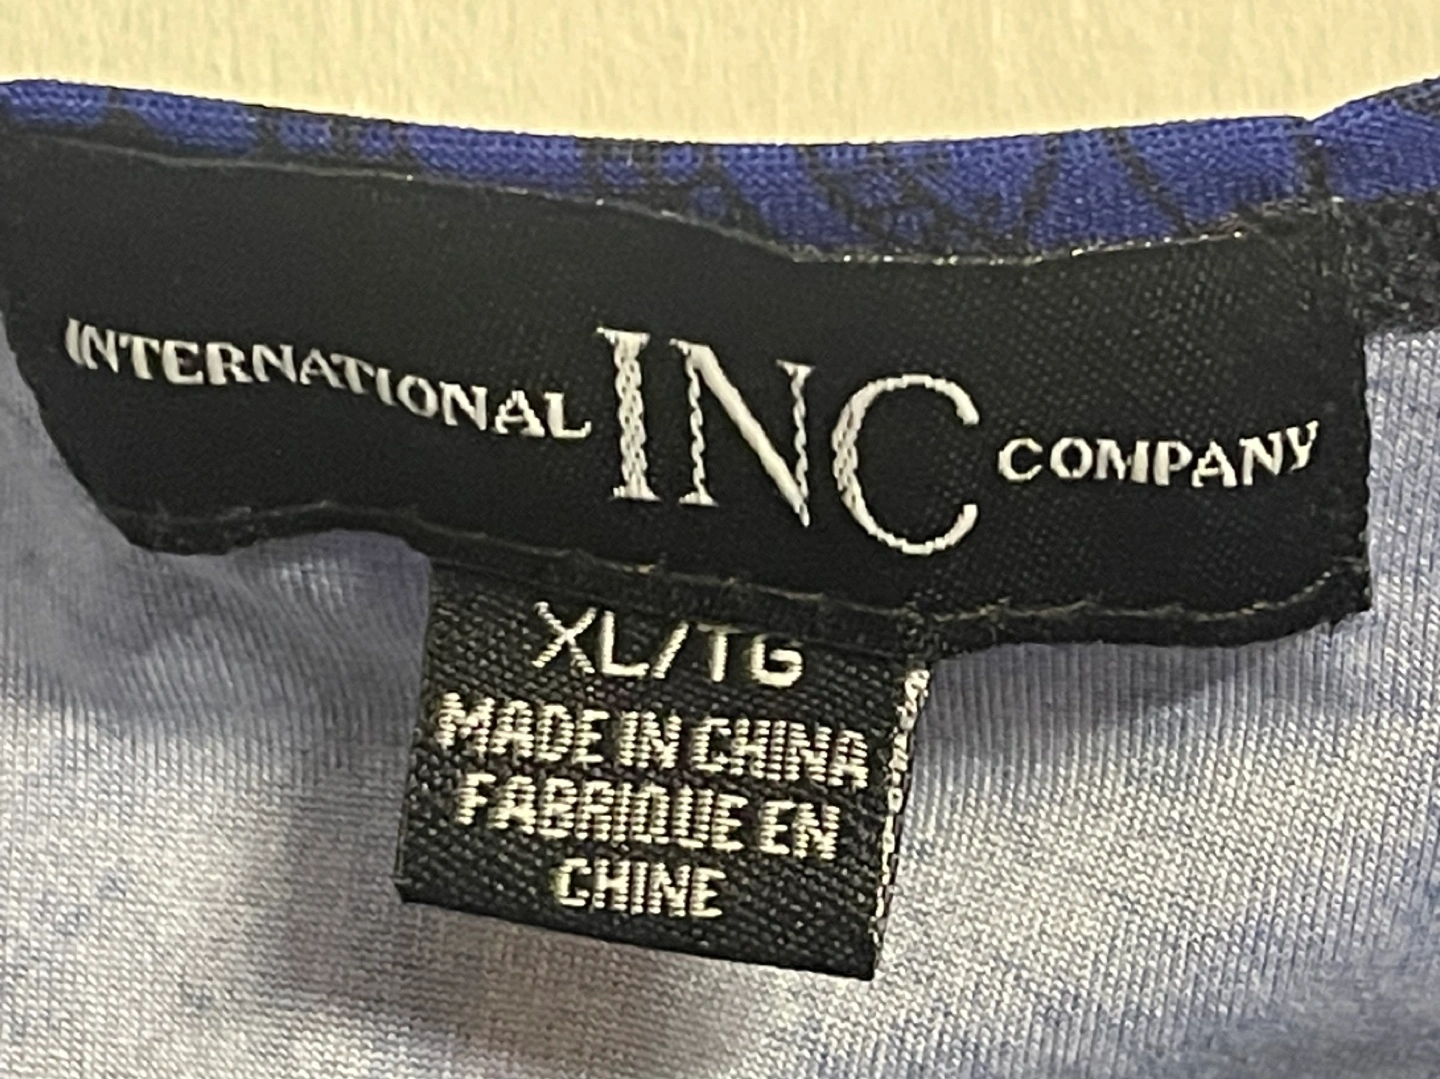 INTERNATIONAL INC COMPANY
XL/TG
MADE IN CHINA
FABRIQUE EN
CHINE